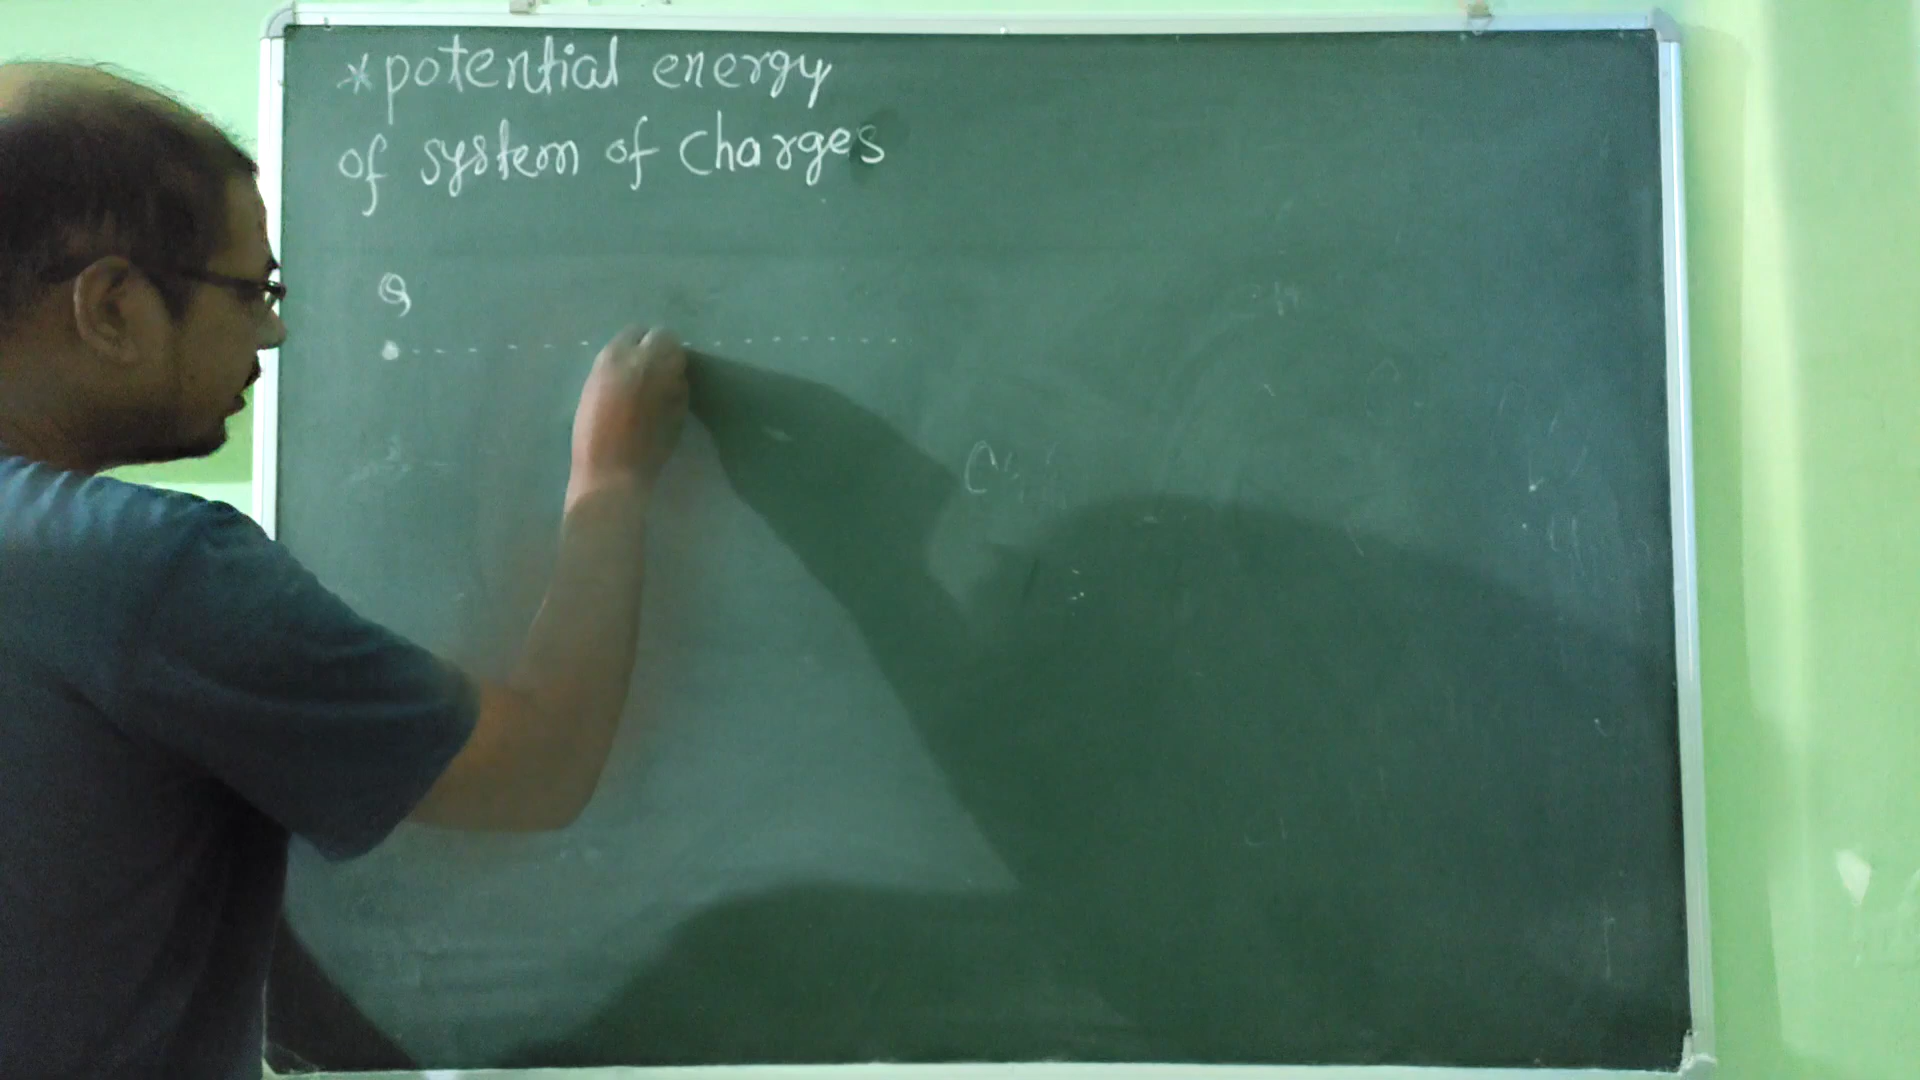 *potential energy
of system of charges
Q